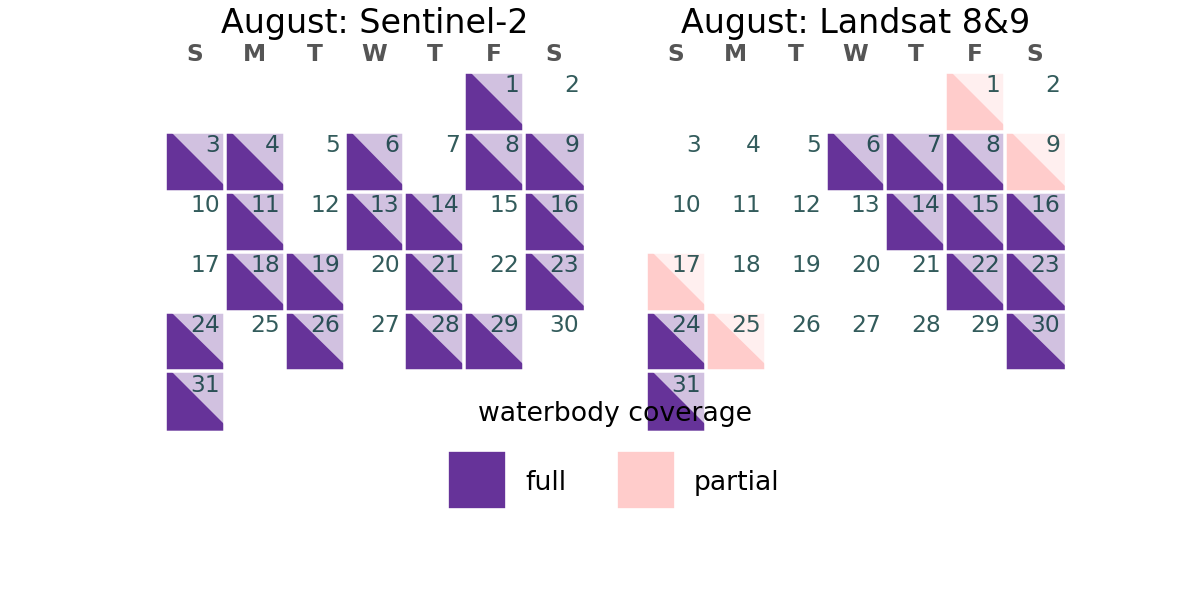 August: Sentinel-2
S M T W T F S
1 2
3 4 5 6 7 8 9
10 11 12 13 14 15 16
17 18 19 20 21 22 23
24 25 26 27 28 29 30
31
August: Landsat 8&9
S M T W T F S
1 2
3 4 5 6 7 8 9
10 11 12 13 14 15 16
17 18 19 20 21 22 23
24 25 26 27 28 29 30
31
waterbody coverage
full
partial